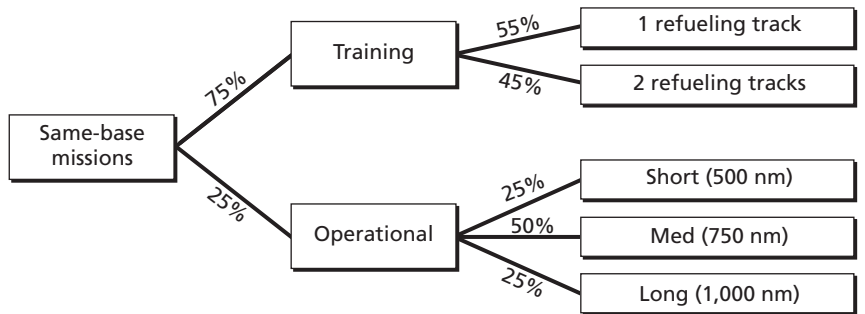 Same-base
missions
75%
25%
Training
55%
45%
1 refueling track
2 refueling tracks
Operational
25%
50%
25%
Short (500 nm)
Med (750 nm)
Long (1,000 nm)